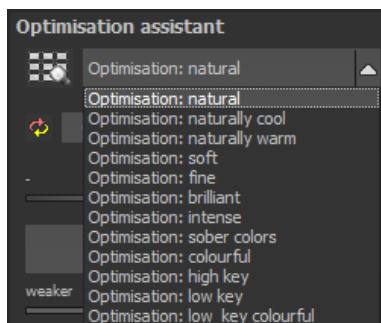 Optimisation assistant
Optimisation: natural
Optimisation: natural
Optimisation: naturally cool
Optimisation: naturally warm
Optimisation: soft
-
Optimisation: fine
Optimisation: brilliant
Optimisation: intense
Optimisation: sober colors
Optimisation: colourful
Optimisation: high key
weaker
Optimisation: low key
Optimisation: low key colourful